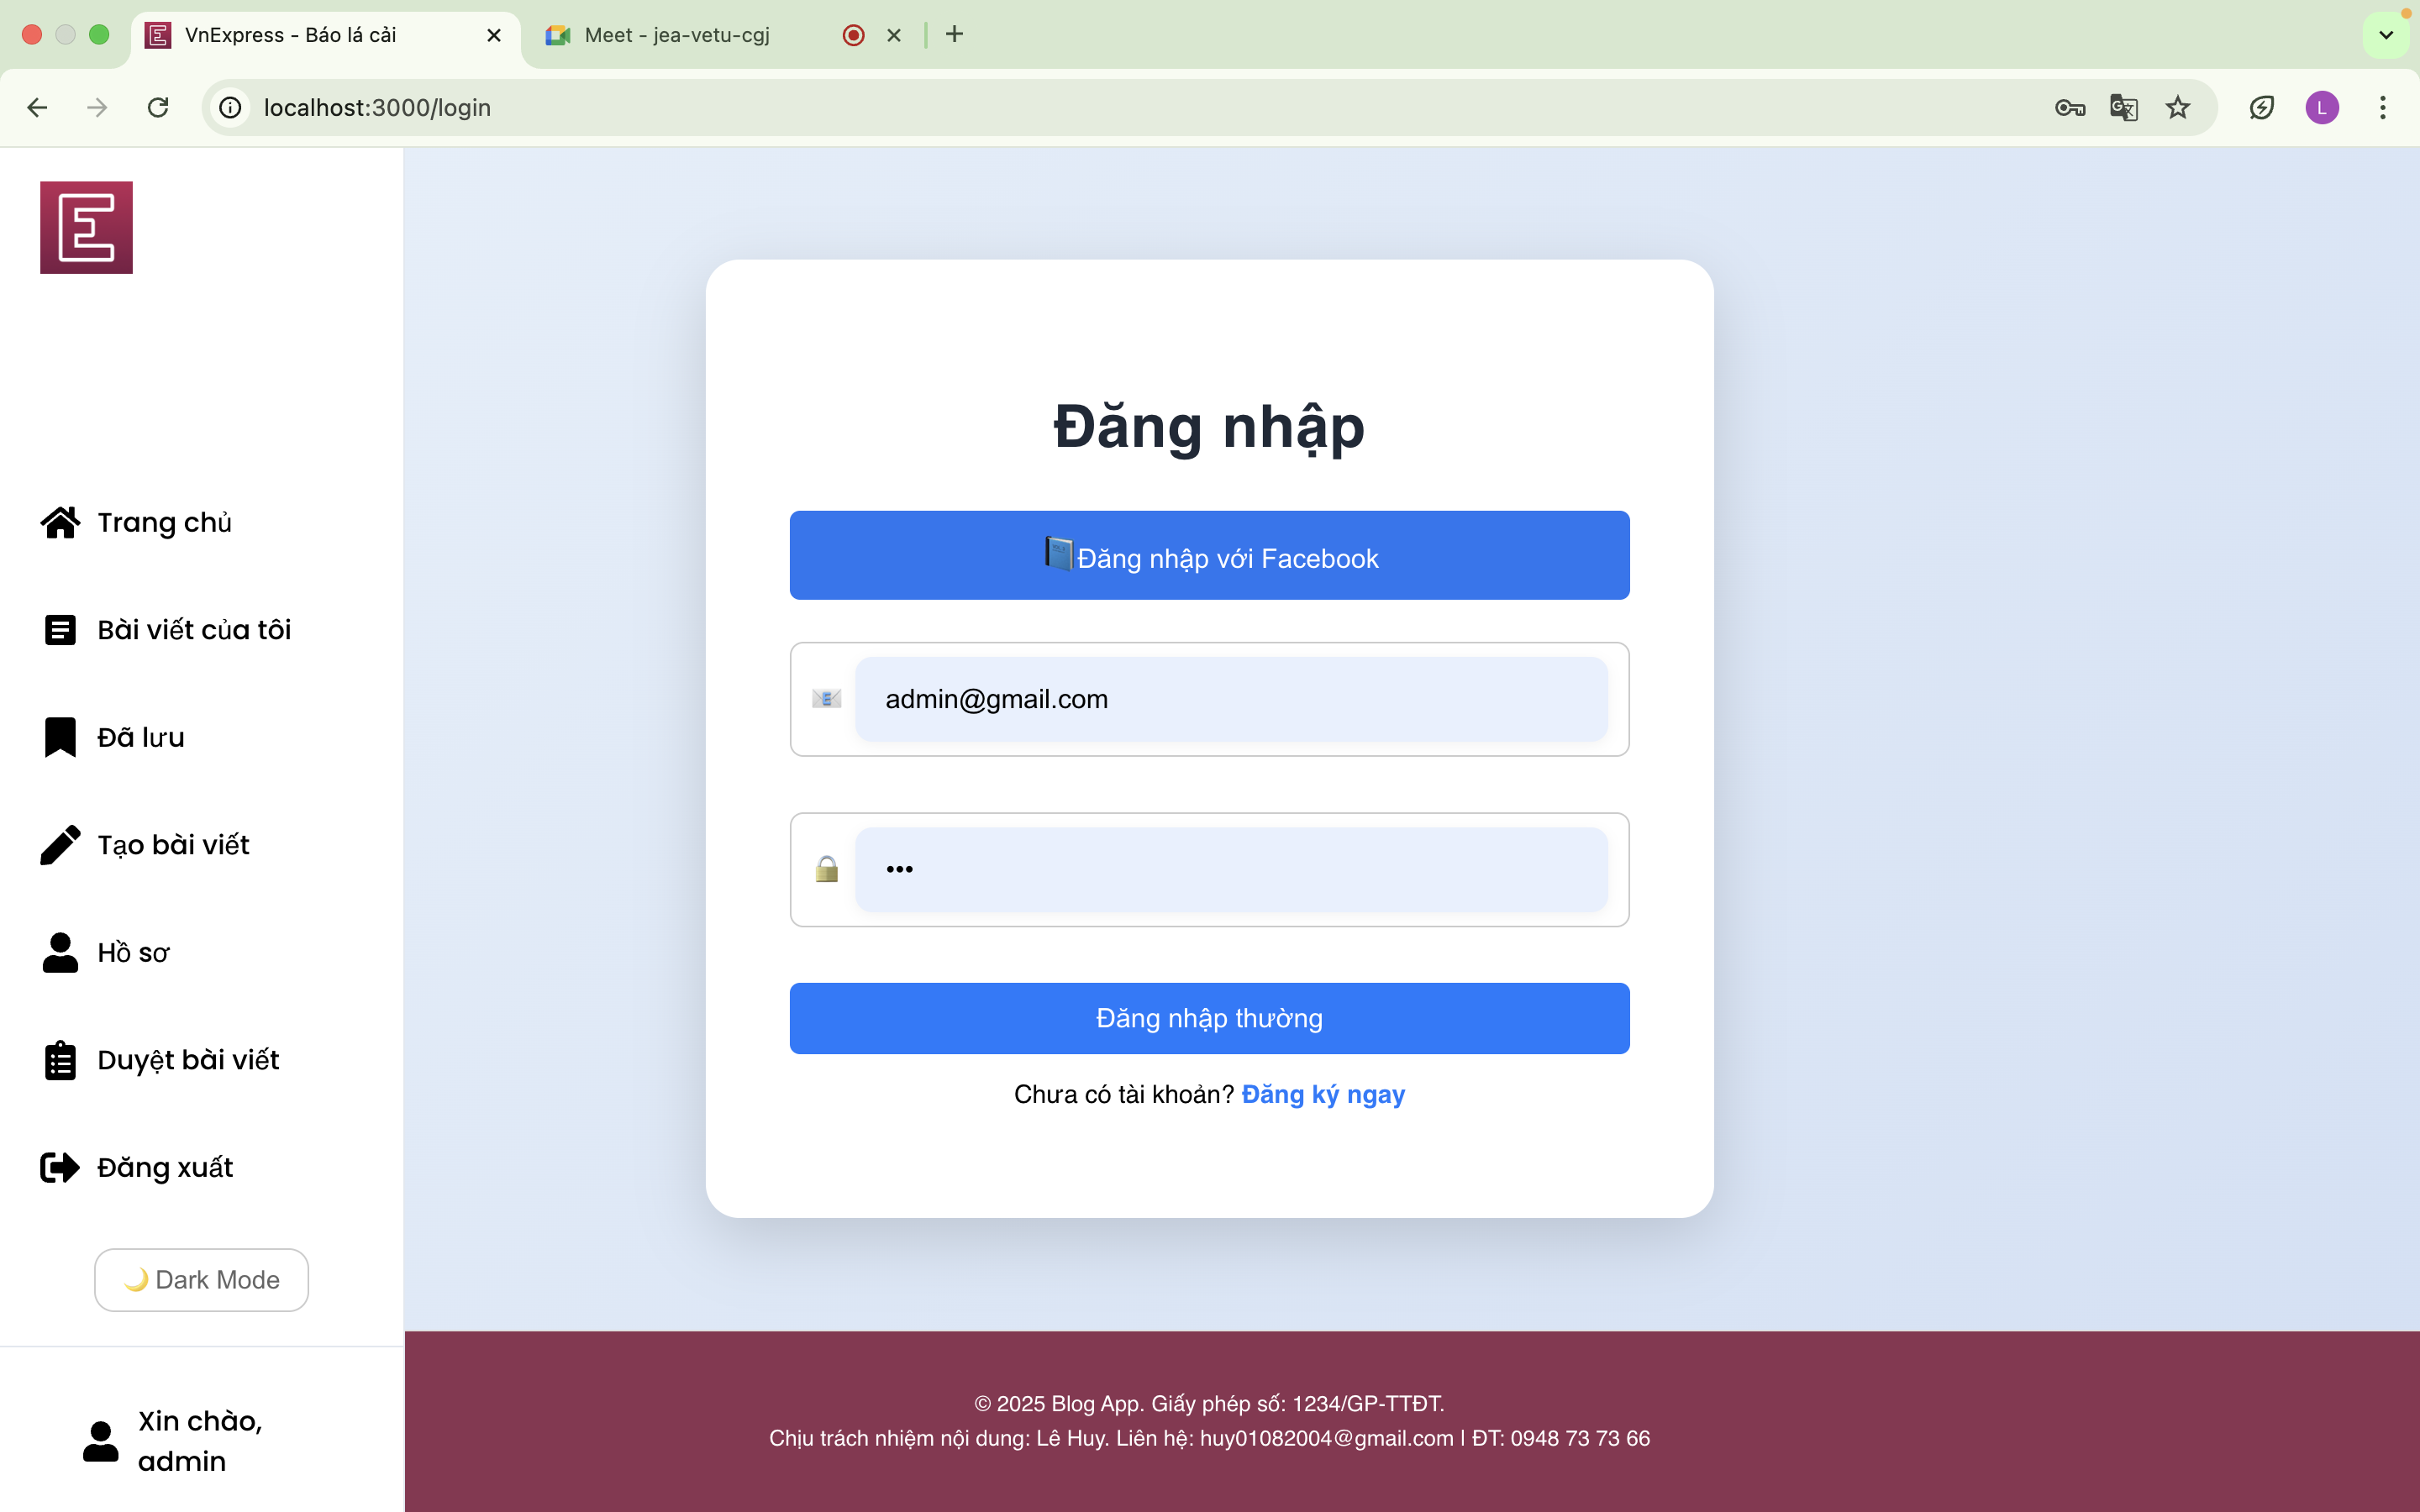 VnExpress - Báo lá cải
Meet - jea-vetu-cgj
localhost:3000/login
L
E
Trang chủ
Bài viết của tôi
Đã lưu
Tạo bài viết
Hồ sơ
Duyệt bài viết
Đăng xuất
🌙 Dark Mode
Xin chào,
admin
Đăng nhập
📘Đăng nhập với Facebook
admin@gmail.com
•••
Đăng nhập thường
Chưa có tài khoản? Đăng ký ngay
© 2025 Blog App. Giấy phép số: 1234/GP-TTĐT.
Chịu trách nhiệm nội dung: Lê Huy. Liên hệ: huy01082004@gmail.com | ĐT: 0948 73 73 66